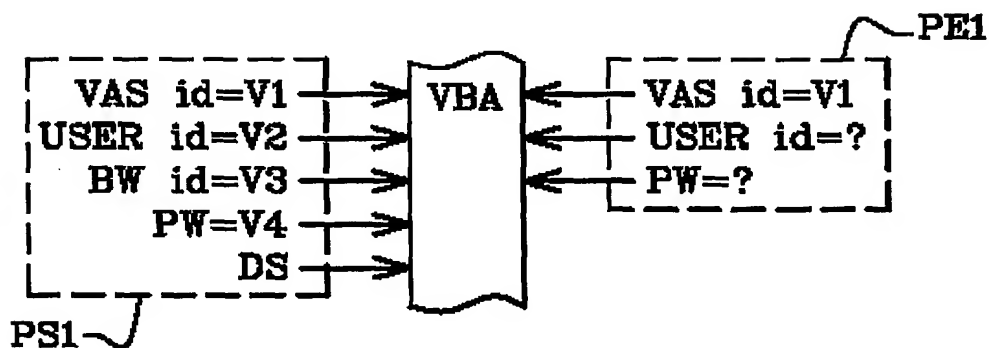 PE1
VAS id=V1
USER id=V2
BW id=V3
PW=V4
DS
VBA
VAS id=V1
USER id=?
PW=?
PS1